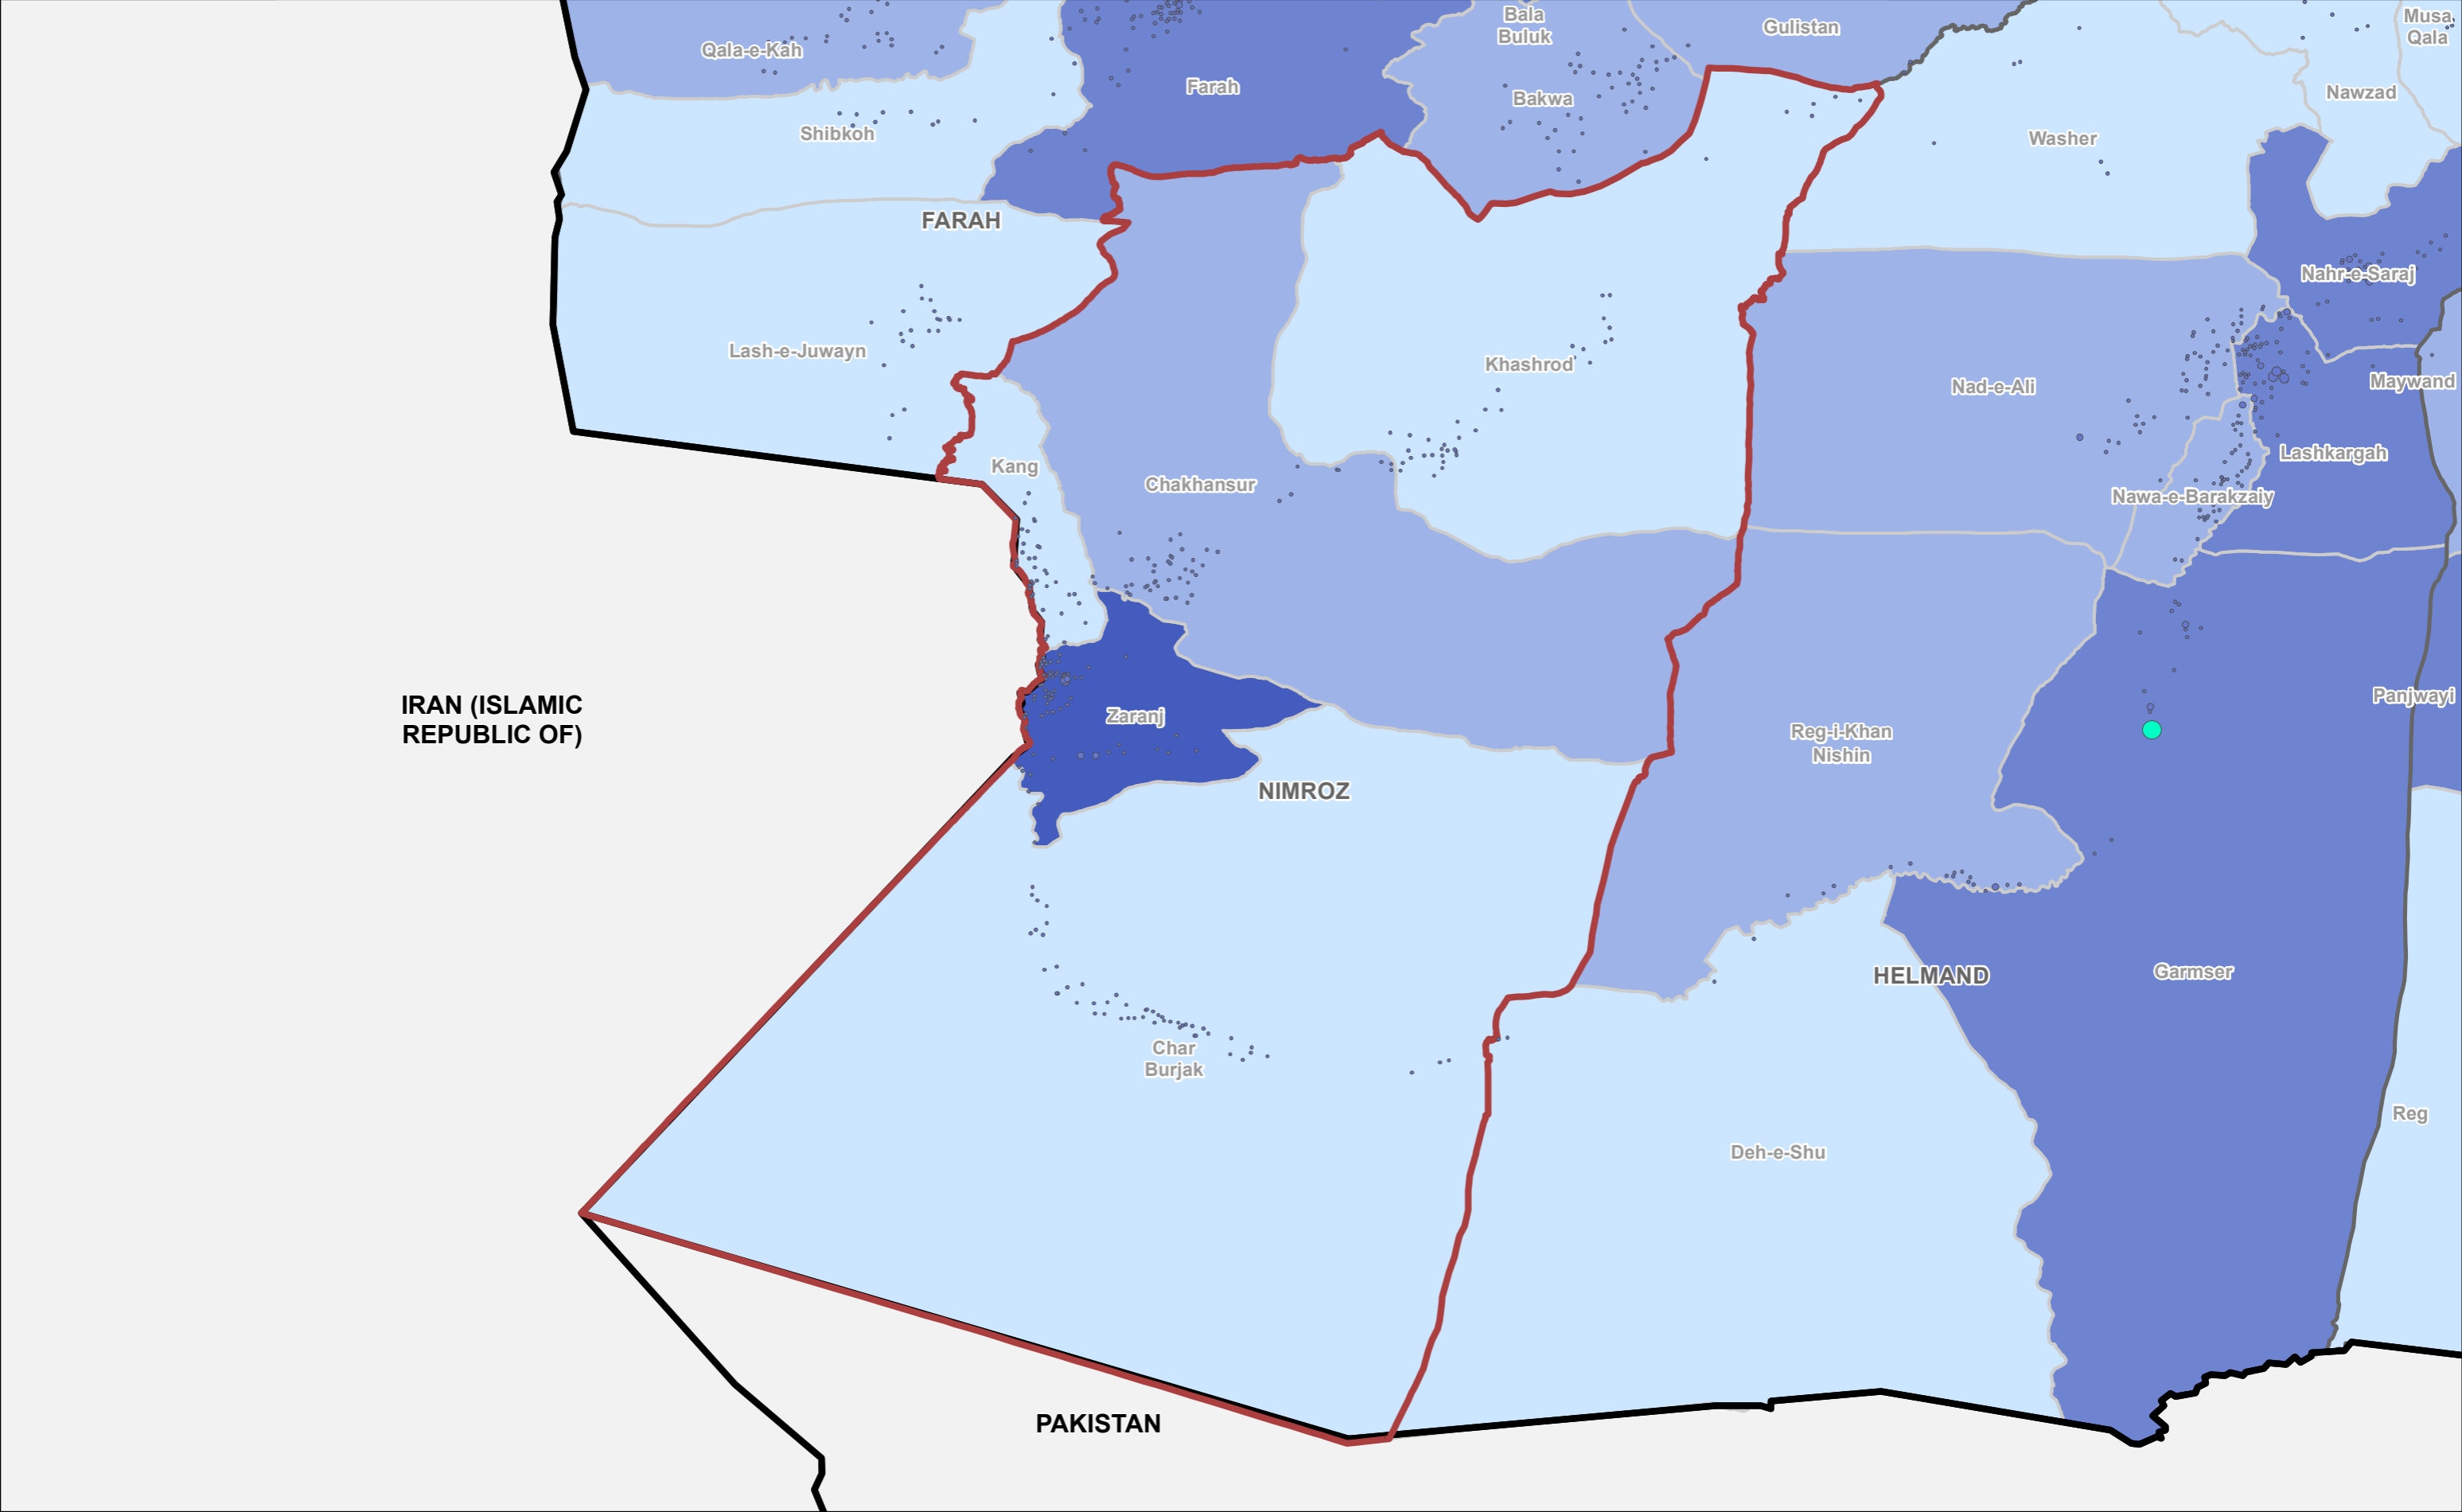 Bala
Buluk
Gulistan
Musa
Qala
Qala-e-Kah
Farah
Bakwa
Nawzad
Shibkoh
Washer
FARAH
Nahr-e-Saraj
Lash-e-Juwayn
Khashrod
Nad-e-Ali
Maywand
Kang
Chakhansur
Lashkargah
Nawa-e-Barakzaiy
IRAN (ISLAMIC
REPUBLIC OF)
Zaranj
Reg-i-Khan
Nishin
Panjwayi
NIMROZ
HELMAND
Garmser
Char
Burjak
Deh-e-Shu
Reg
PAKISTAN